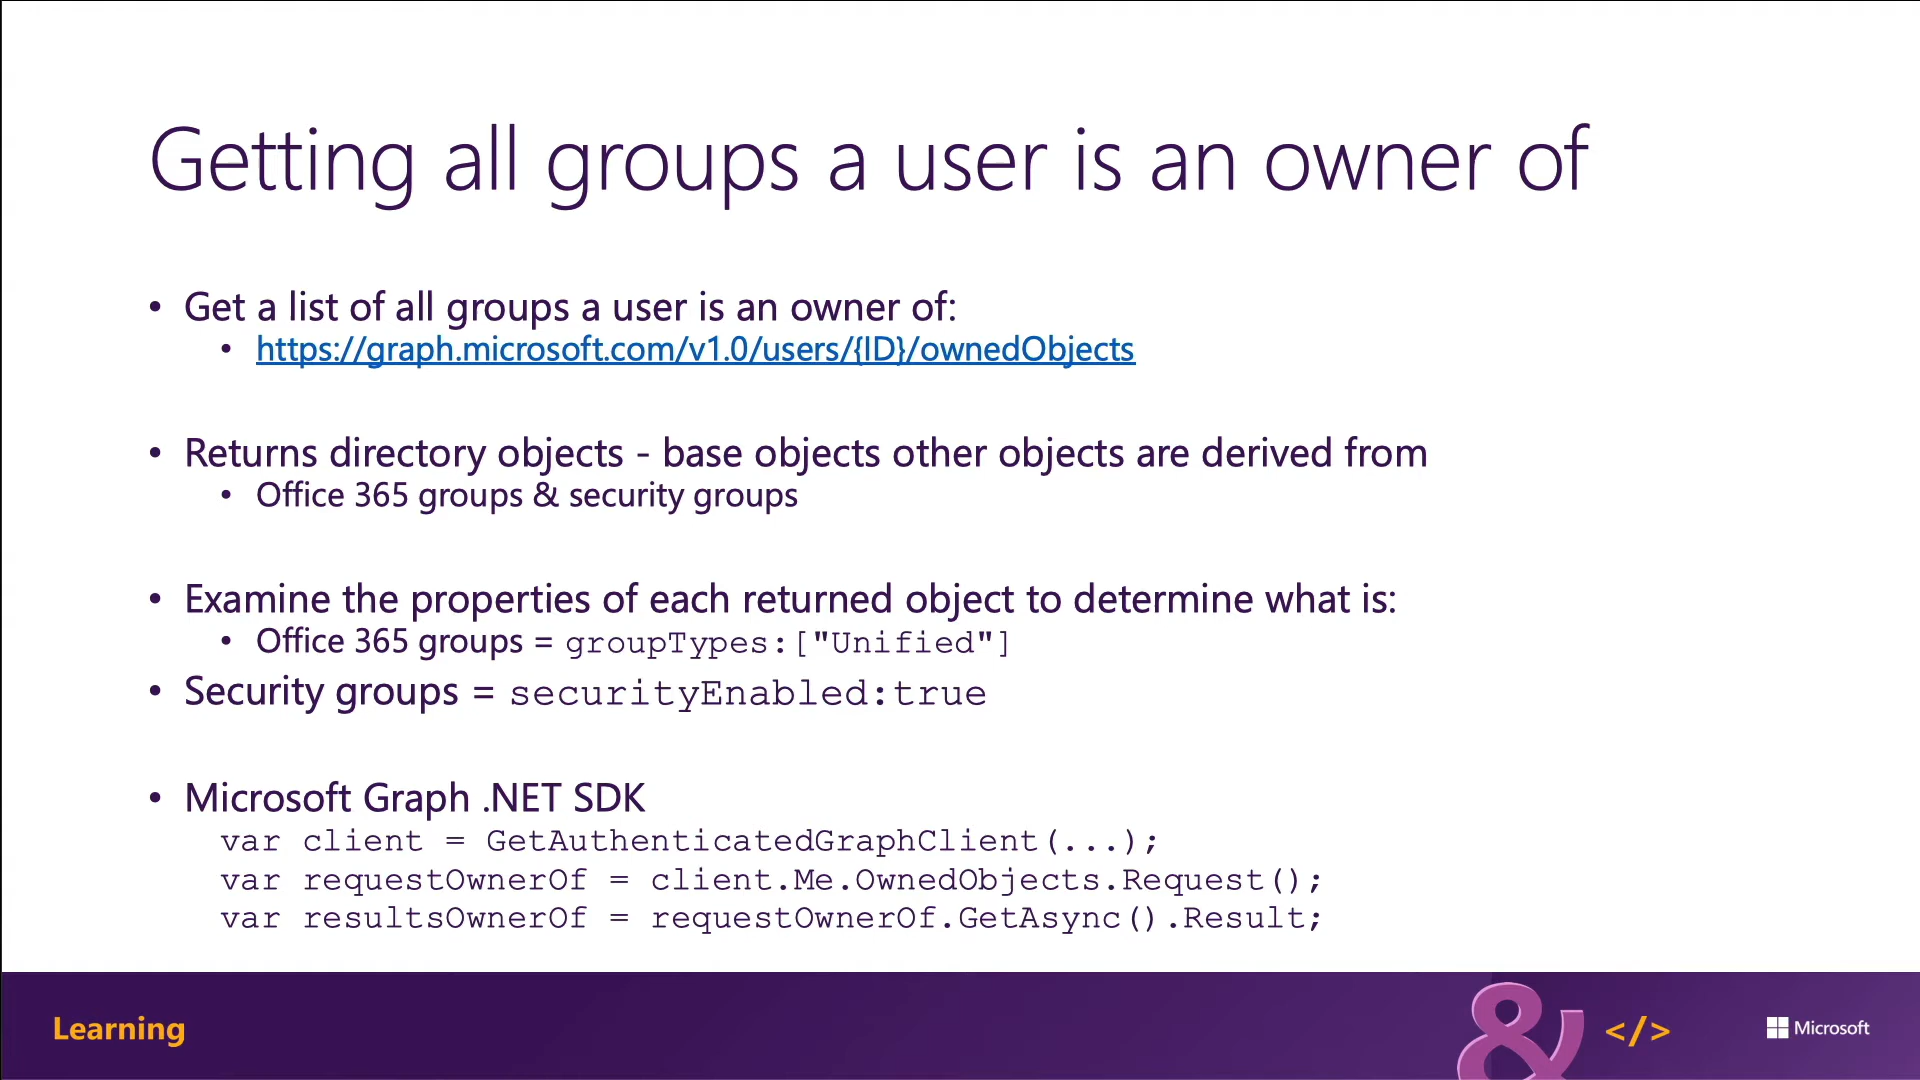 Getting all groups a user is an owner of
• Get a list of all groups a user is an owner of:
• https://graph.microsoft.com/v1.0/users/{ID}/ownedObjects
• Returns directory objects - base objects other objects are derived from
• Office 365 groups & security groups
• Examine the properties of each returned object to determine what is:
• Office 365 groups = groupTypes:["Unified"]
• Security groups = securityEnabled:true
• Microsoft Graph .NET SDK
var client = GetAuthenticatedGraphClient(...);
var requestOwnerOf = client.Me.OwnedObjects.Request();
var resultsOwnerOf = requestOwnerOf.GetAsync().Result;
Learning
& </>
Microsoft